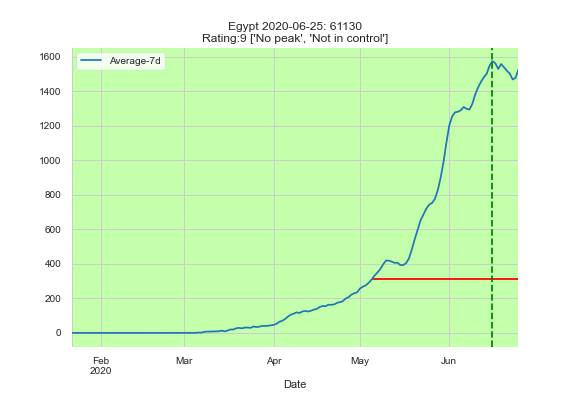 Egypt 2020-06-25: 61130
Rating:9 ['No peak', 'Not in control']
Average-7d
1600
1400
1200
1000
800
600
400
200
0
Feb
2020
Mar
Apr
May
Jun
Date